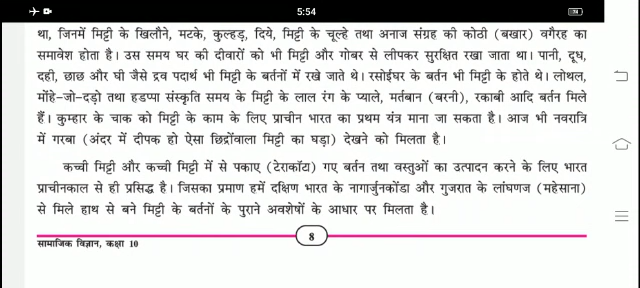 5:54
था, जिनमें मिट्टी के खिलौने, मटके, कुल्हड़, दिये, मिट्टी के चूल्हे तथा अनाज संग्रह की कोठी (बखार) वगैरह का
समावेश होता है। उस समय घर की दीवारों को भी मिट्टी और गोबर से लीपकर सुरक्षित रखा जाता था। पानी, दूध,
दही, छाछ और घी जैसे द्रव पदार्थ भी मिट्टी के बर्तनों में रखे जाते थे। रसोईघर के बर्तन भी मिट्टी के होते थे। लोथल,
मोंहे-जो-दड़ो तथा हडप्पा संस्कृति समय के मिट्टी के लाल रंग के प्याले, मर्तबान (बरनी), रकाबी आदि बर्तन मिले
हैं। कुम्हार के चाक को मिट्टी के काम के लिए प्राचीन भारत का प्रथम यंत्र माना जा सकता है। आज भी नवरात्रि
में गरबा (अंदर में दीपक हो ऐसा छिद्रोंवाला मिट्टी का घड़ा) देखने को मिलता है।
कच्ची मिट्टी और कच्ची मिट्टी में से पकाए (टेराकॉटा) गए बर्तन तथा वस्तुओं का उत्पादन करने के लिए भारत
प्राचीनकाल से ही प्रसिद्ध है। जिसका प्रमाण हमें दक्षिण भारत के नागार्जुनकोंडा और गुजरात के लांघणज (महेसाना)
से मिले हाथ से बने मिट्टी के बर्तनों के पुराने अवशेषों के आधार पर मिलता है।
8
सामाजिक विज्ञान, कक्षा 10